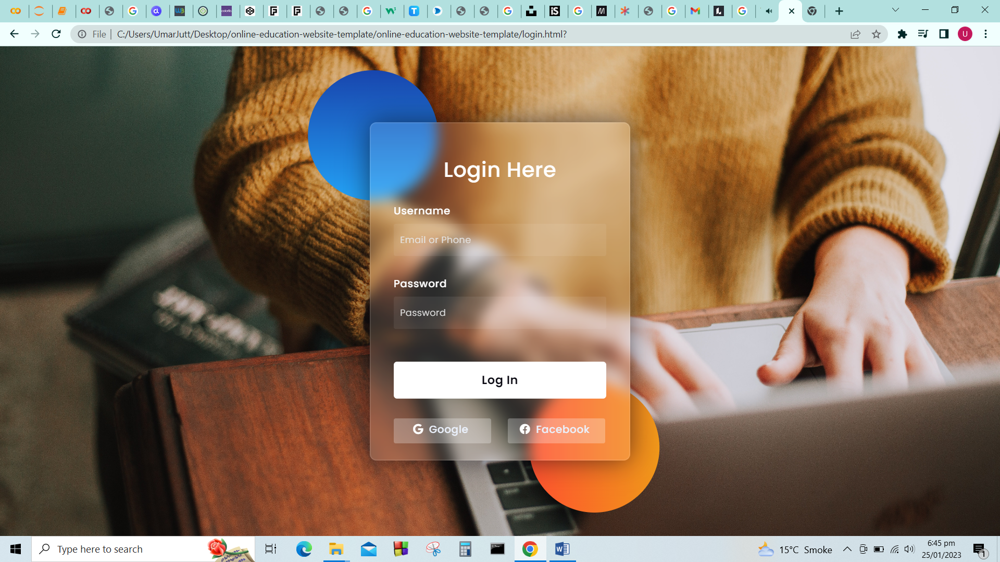 File
C:/Users/UmarJutt/Desktop/online-education-website-template/online-education-website-template/login.html?
U
Login Here
Username
Email or Phone
Password
Password
Log In
Google
Facebook
Type here to search
15°C Smoke
6:45 pm
25/01/2023
1